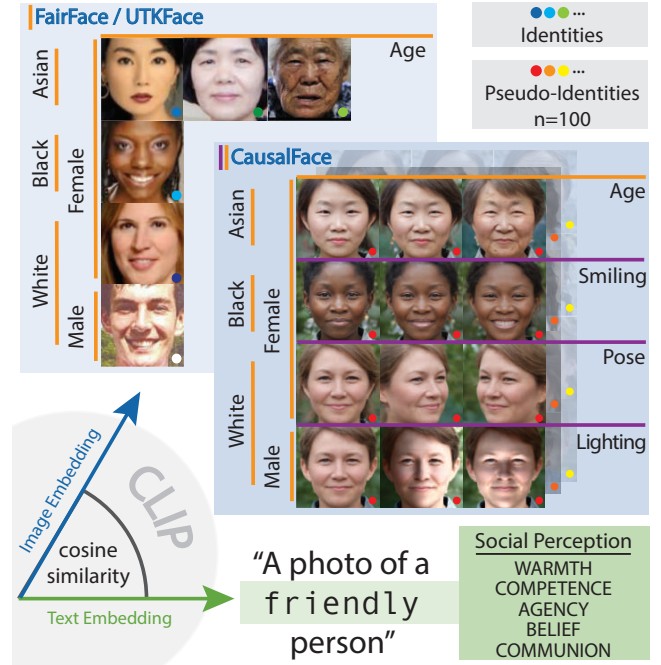 FairFace / UTKFace
Age
Asian
Black
White
Female
Male
...
Identities
...
Pseudo-Identities
n=100
CausalFace
Age
Asian
Smiling
Black
Female
Pose
White
Lighting
Male
Image Embedding
CLIP
cosine
similarity
Text Embedding
“A photo of a
friendly
person”
Social Perception
WARMTH
COMPETENCE
AGENCY
BELIEF
COMMUNION